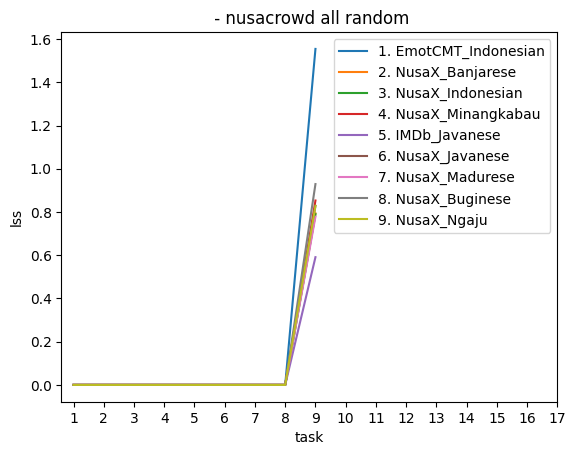 - nusacrowd all random
1.6
1.4
1.2
1.0
0.8
0.6
0.4
0.2
0.0
lss
1. EmotCMT_Indonesian
2. NusaX_Banjarese
3. NusaX_Indonesian
4. NusaX_Minangkabau
5. IMDb_Javanese
6. NusaX_Javanese
7. NusaX_Madurese
8. NusaX_Buginese
9. NusaX_Ngaju
1 2 3 4 5 6 7 8 9 10 11 12 13 14 15 16 17
task